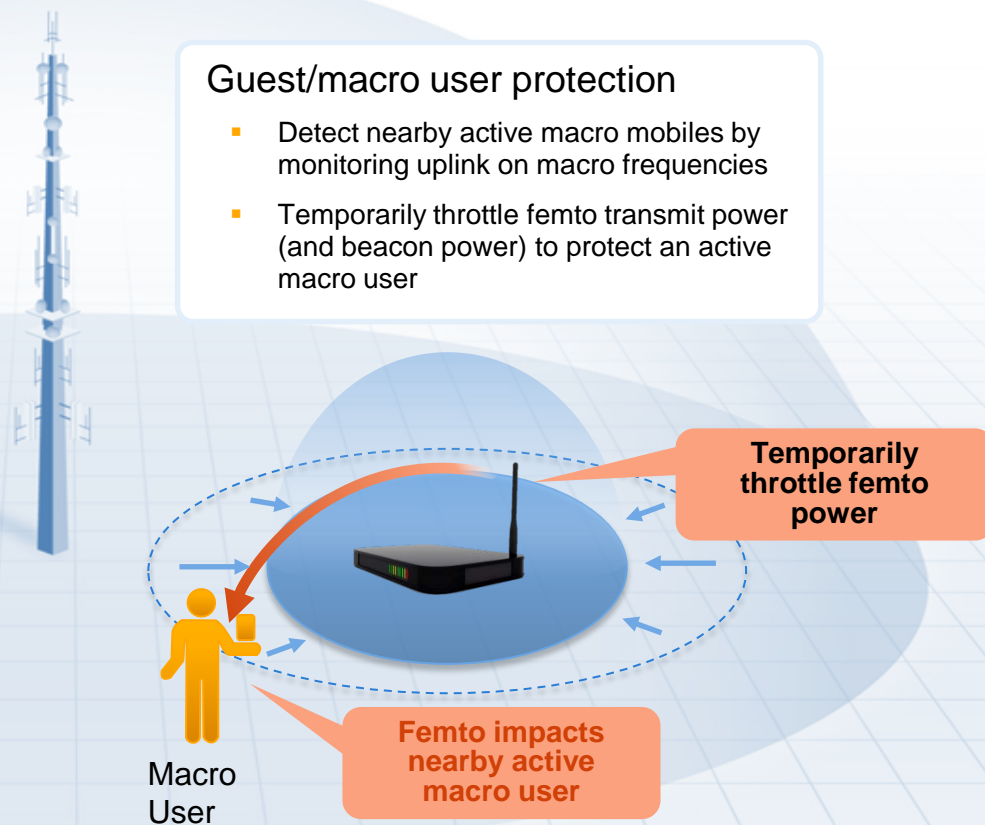 Guest/macro user protection
▪ Detect nearby active macro mobiles by
monitoring uplink on macro frequencies
▪ Temporarily throttle femto transmit power
(and beacon power) to protect an active
macro user
Temporarily
throttle femto
power
Femto impacts
nearby active
macro user
Macro
User